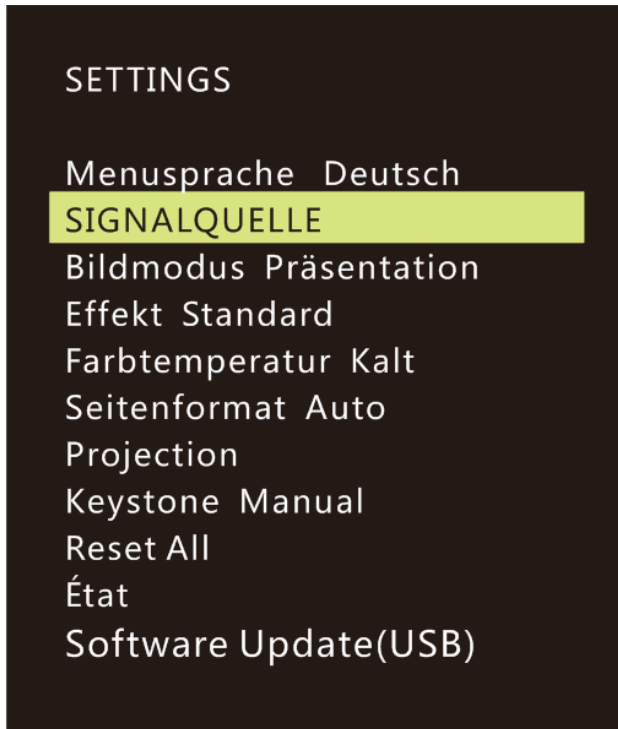 SETTINGS
Menusprache Deutsch
SIGNALQUELLE
Bildmodus Präsentation
Effekt Standard
Farbtemperatur Kalt
Seitenformat Auto
Projection
Keystone Manual
Reset All
État
Software Update(USB)